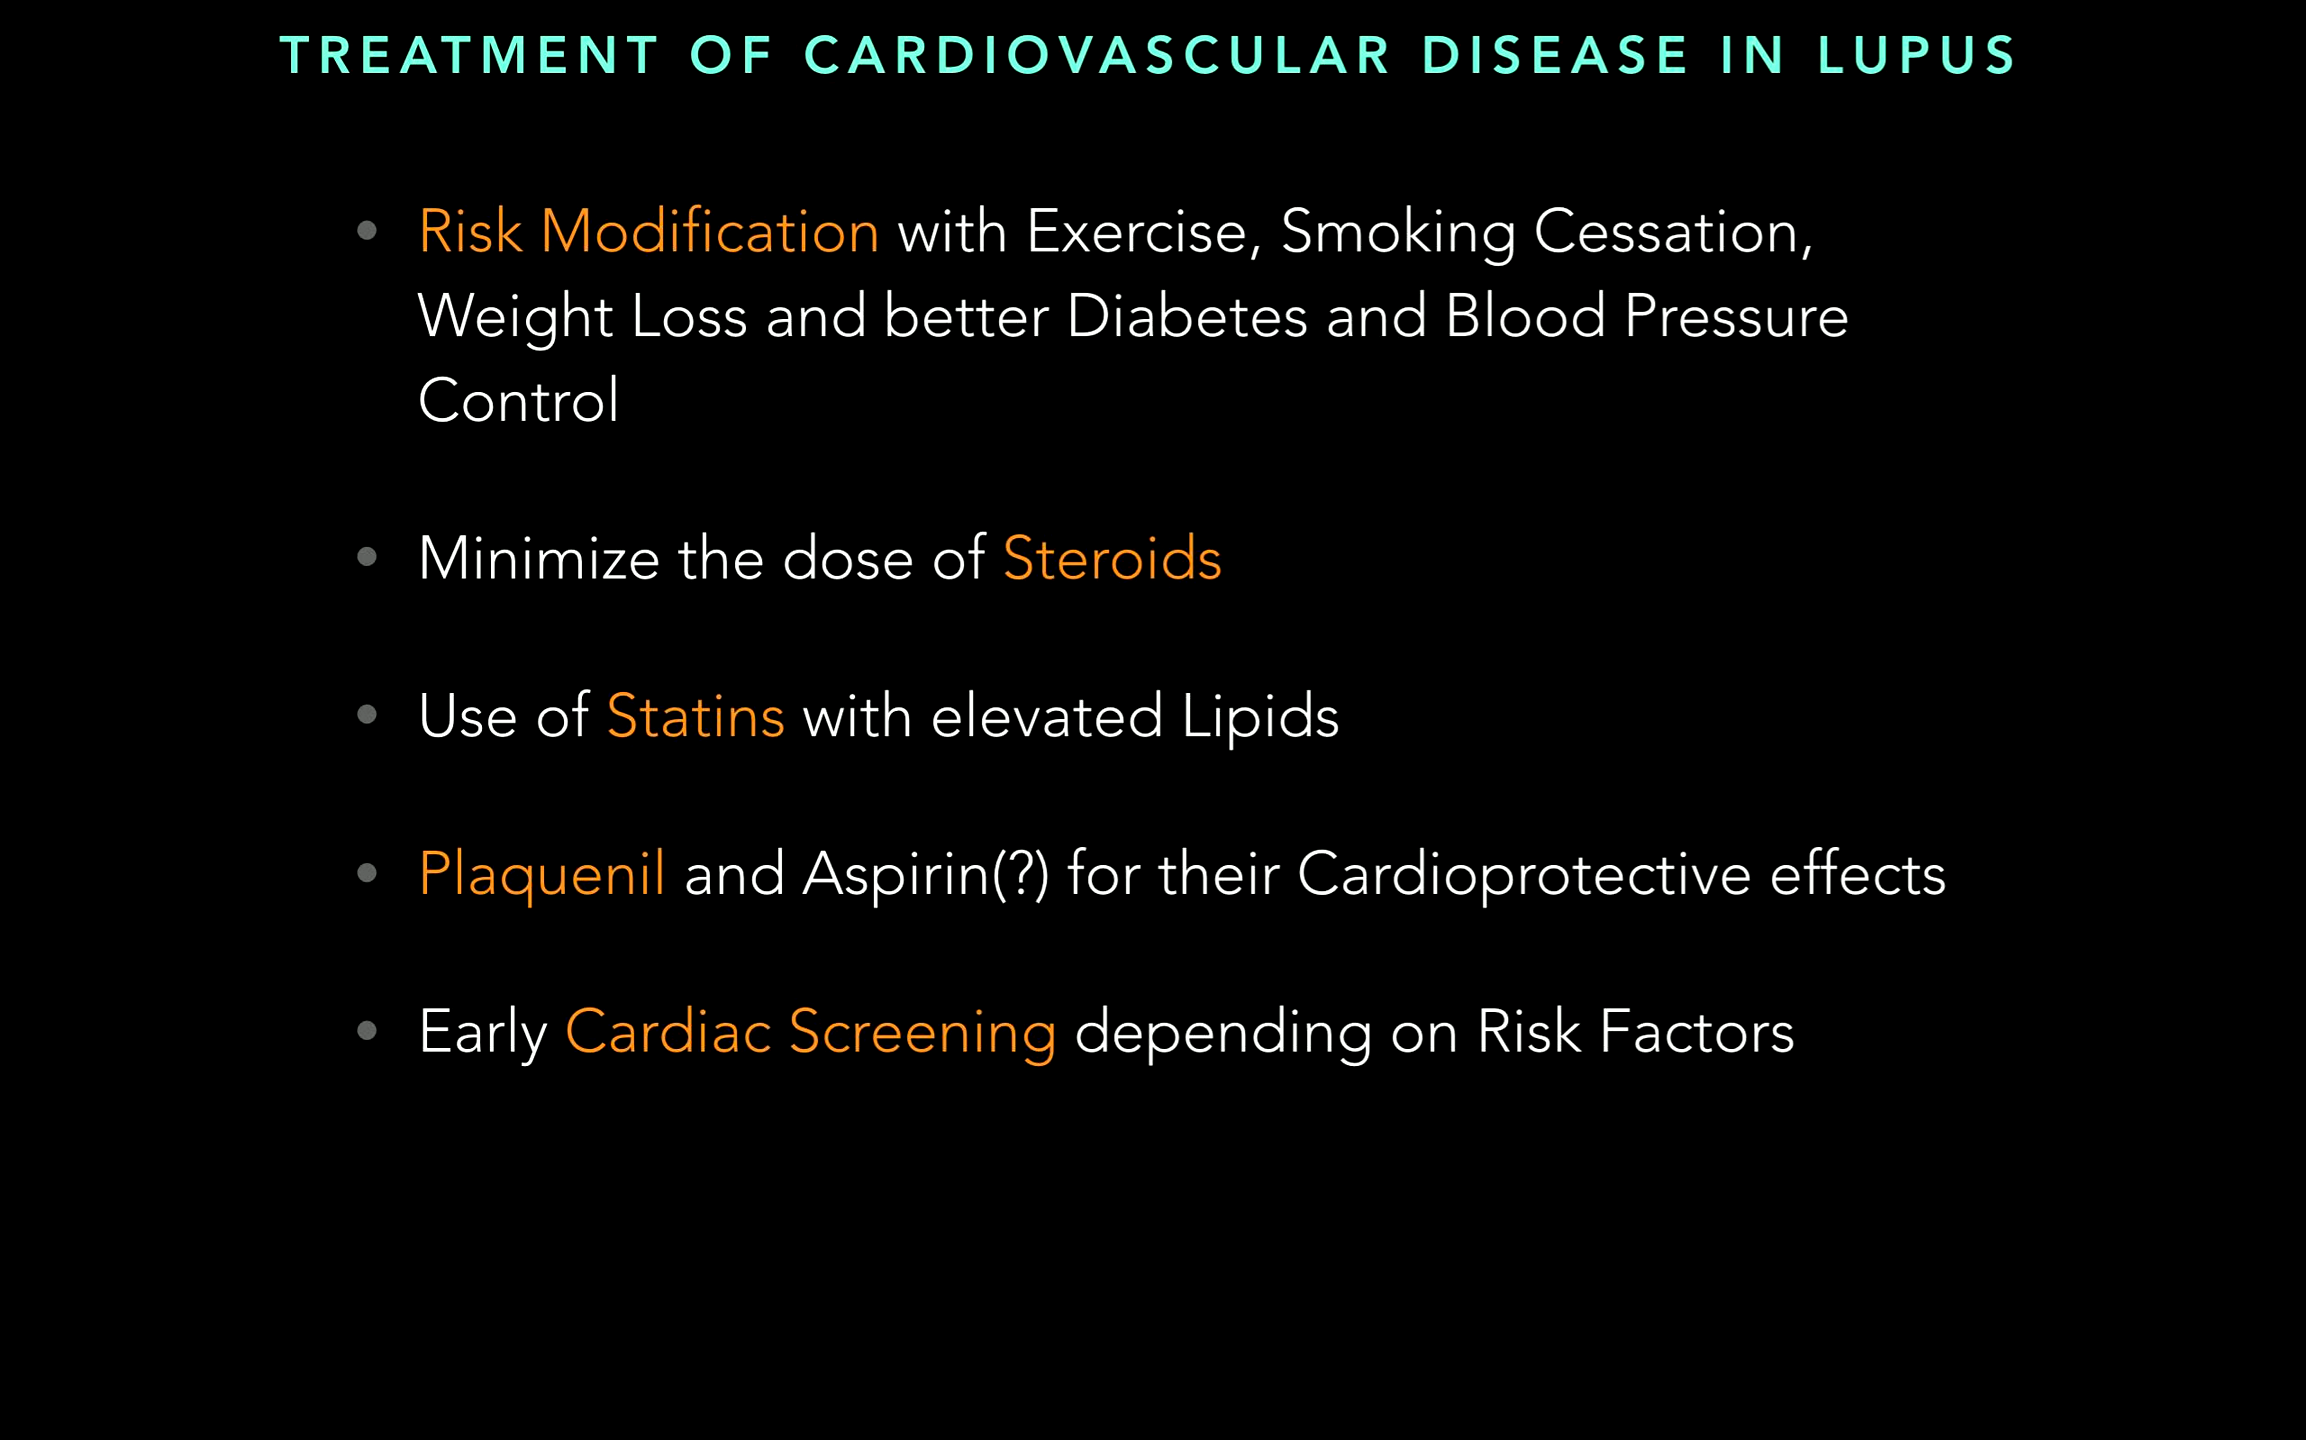 TREATMENT OF CARDIOVASCULAR DISEASE IN LUPUS
• Risk Modification with Exercise, Smoking Cessation,
Weight Loss and better Diabetes and Blood Pressure
Control
• Minimize the dose of Steroids
• Use of Statins with elevated Lipids
• Plaquenil and Aspirin(?) for their Cardioprotective effects
• Early Cardiac Screening depending on Risk Factors